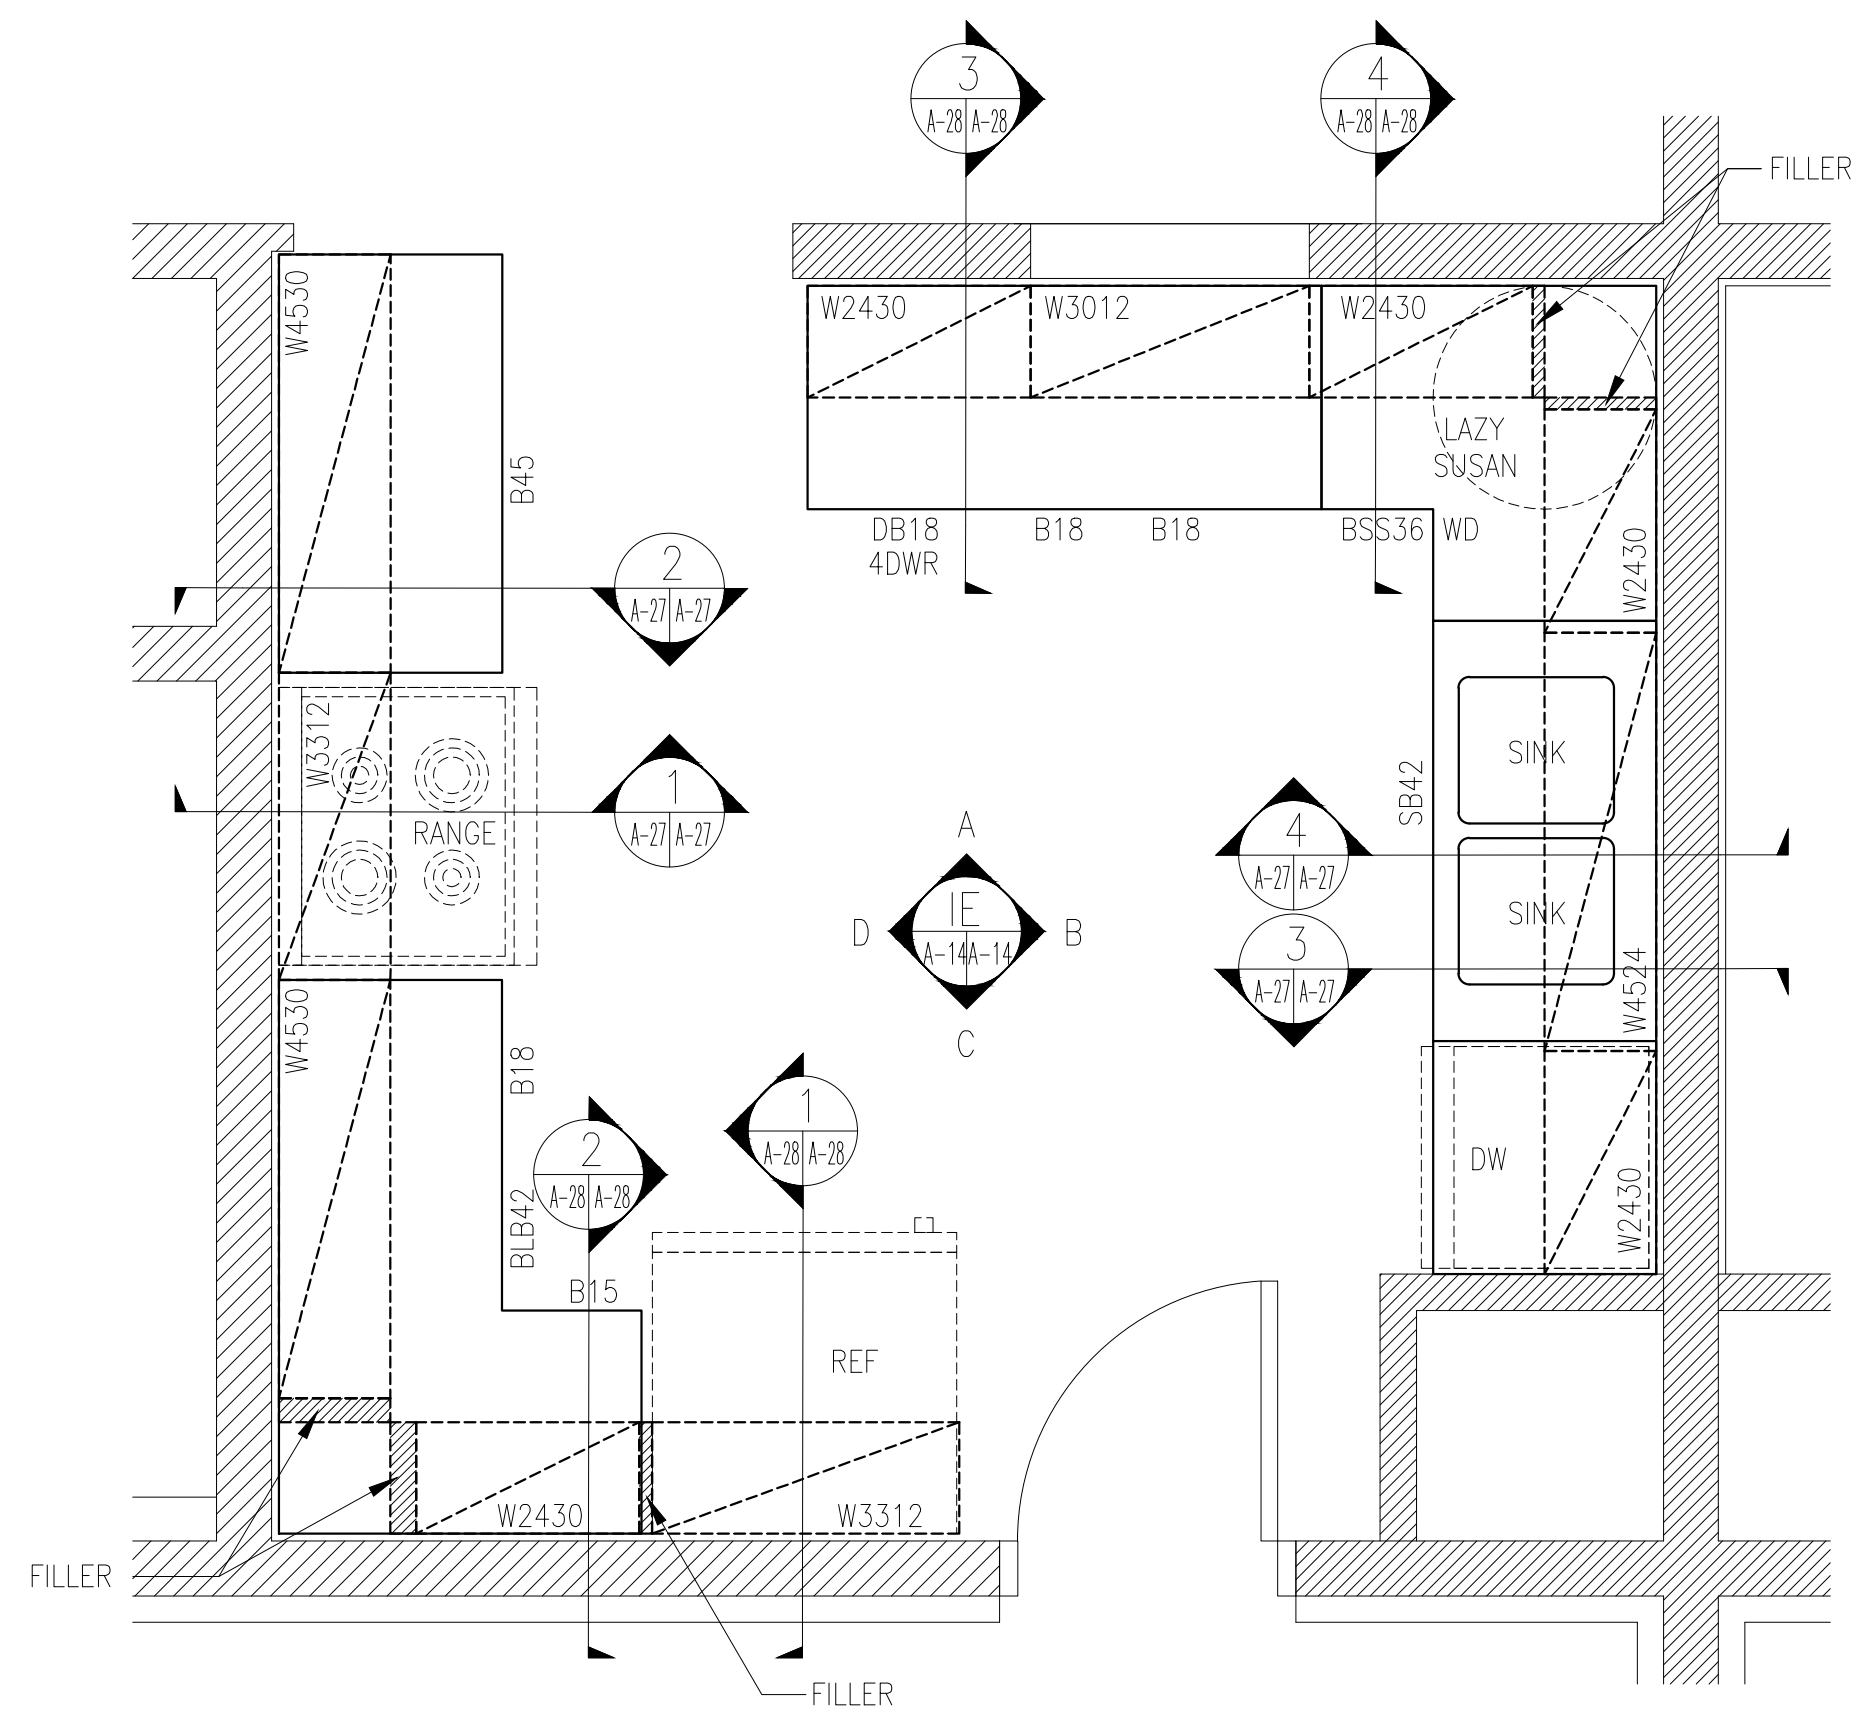 3
A-28 A-28
4
A-28 A-28
FILLER
W4530
W2430
W3012
W2430
LAZY
SUSAN
B45
DB18
4DWR
B18
B18
BSS36
WD
W2430
2
A-27 A-27
W3312
RANGE
1
A-27 A-27
SINK
SB42
4
A-27 A-27
A
IE
A-14 A-14
D
B
C
SINK
3
A-27 A-27
W4524
W4530
B18
1
A-28 A-28
2
A-28 A-28
DW
W2430
BLB42
B15
REF
W2430
W3312
FILLER
FILLER